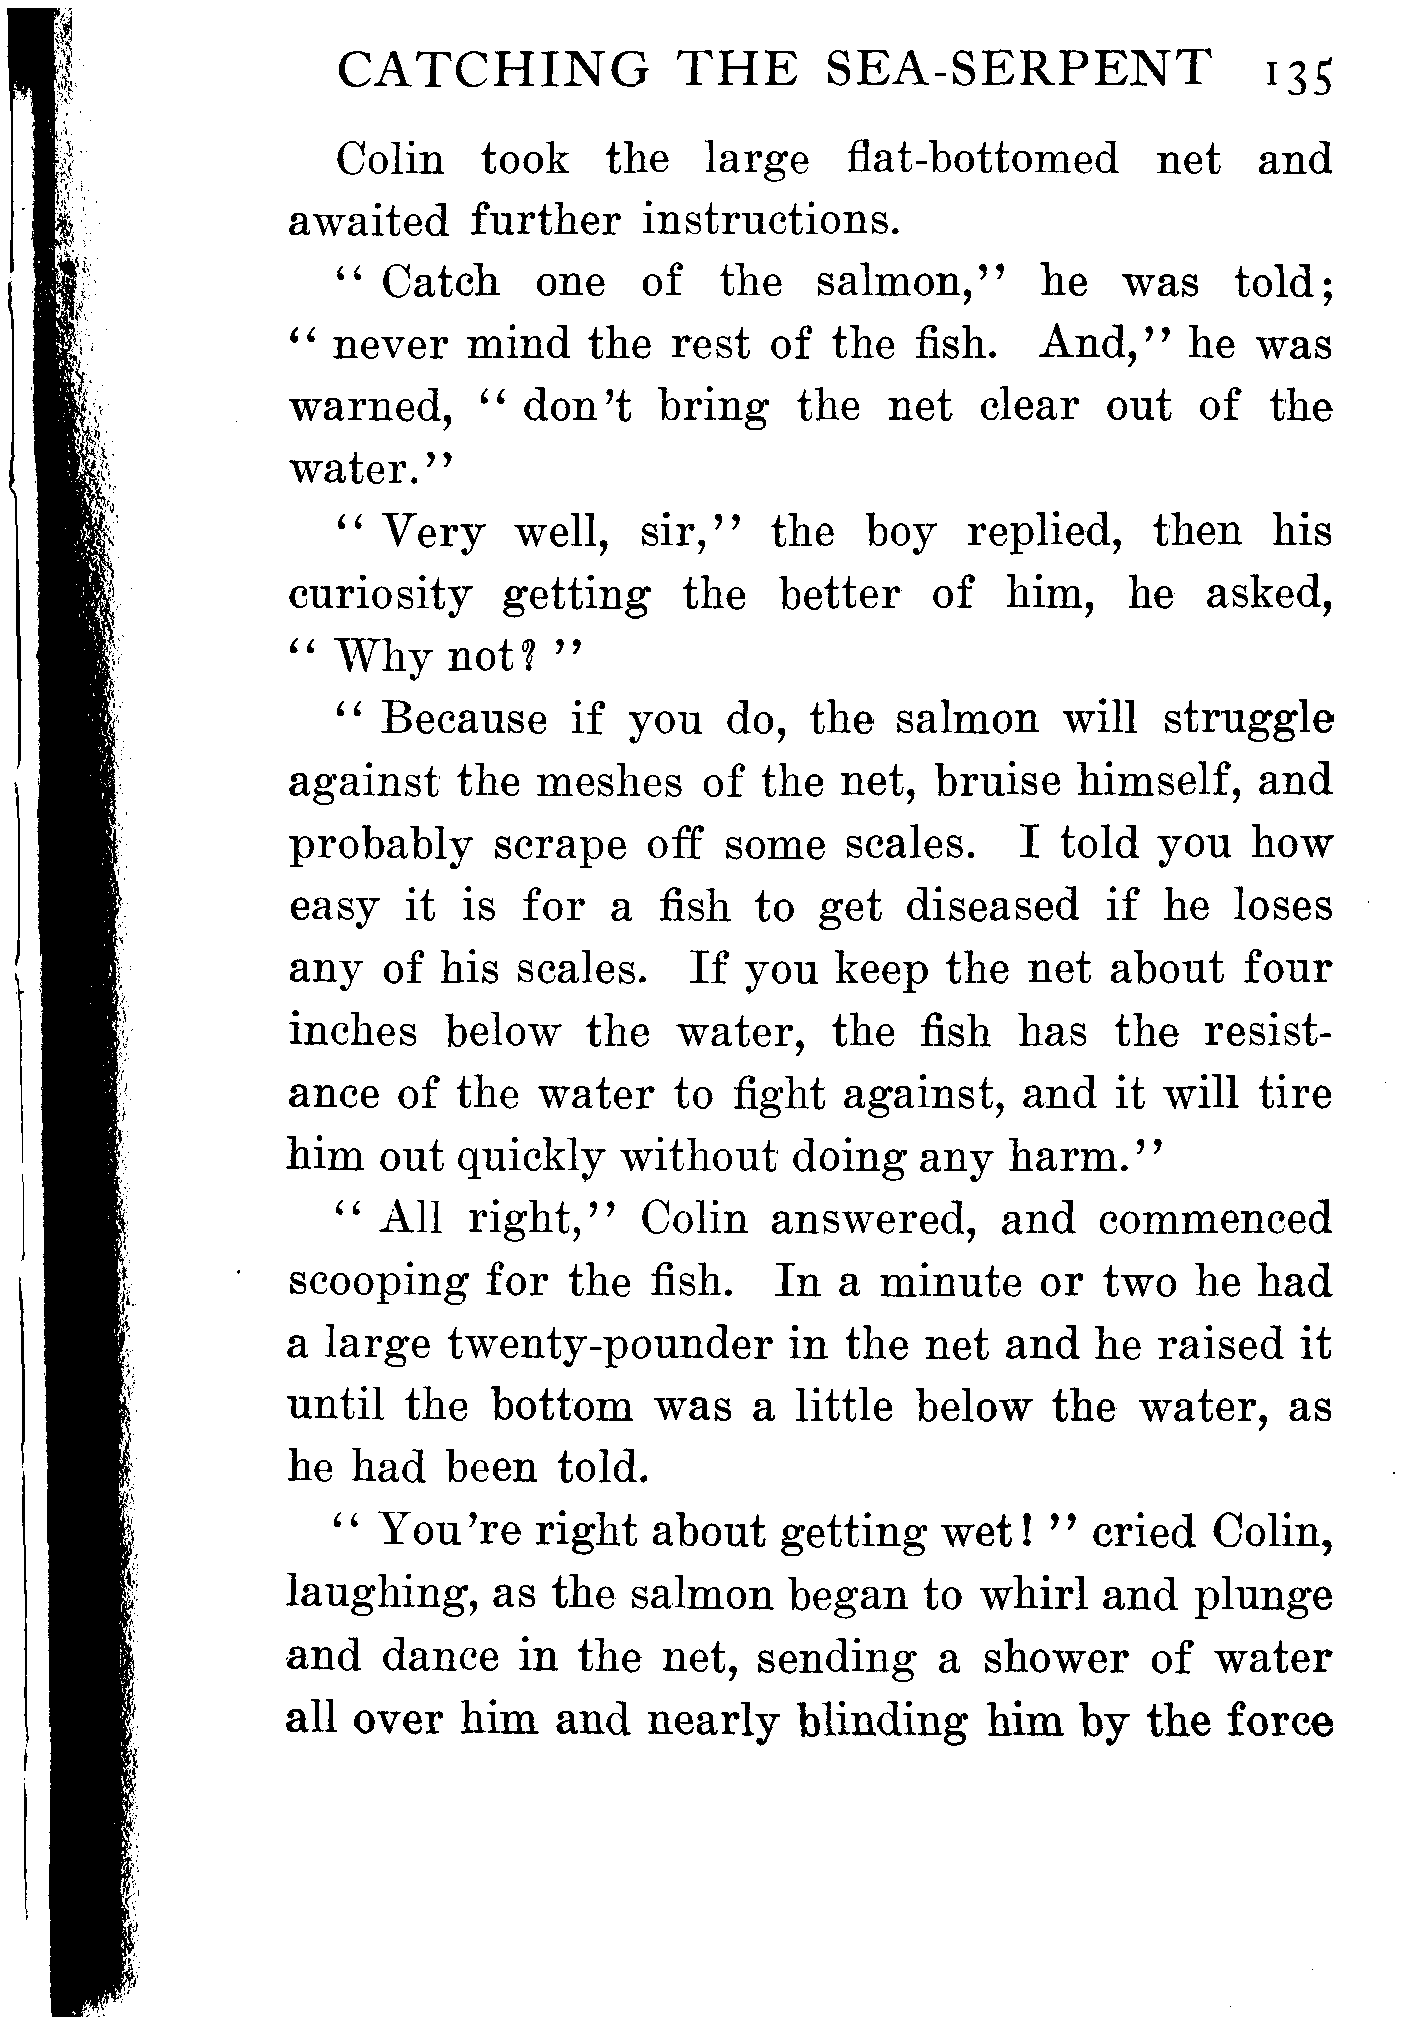 CATCHING THE SEA-SERPENT 135
Colin took the large flat-bottomed net and
awaited further instructions.
" Catch one of the salmon," he was told;
" never mind the rest of the fish. And," he was
warned, " don't bring the net clear out of the
water."
" Very well, sir," the boy replied, then his
curiosity getting the better of him, he asked,
" Why not? "
" Because if you do, the salmon will struggle
against the meshes of the net, bruise himself, and
probably scrape off some scales. I told you how
easy it is for a fish to get diseased if he loses
any of his scales. If you keep the net about four
inches below the water, the fish has the resist-
ance of the water to fight against, and it will tire
him out quickly without doing any harm."
" All right," Colin answered, and commenced
scooping for the fish. In a minute or two he had
a large twenty-pounder in the net and he raised it
until the bottom was a little below the water, as
he had been told.
" You're right about getting wet! " cried Colin,
laughing, as the salmon began to whirl and plunge
and dance in the net, sending a shower of water
all over him and nearly blinding him by the force